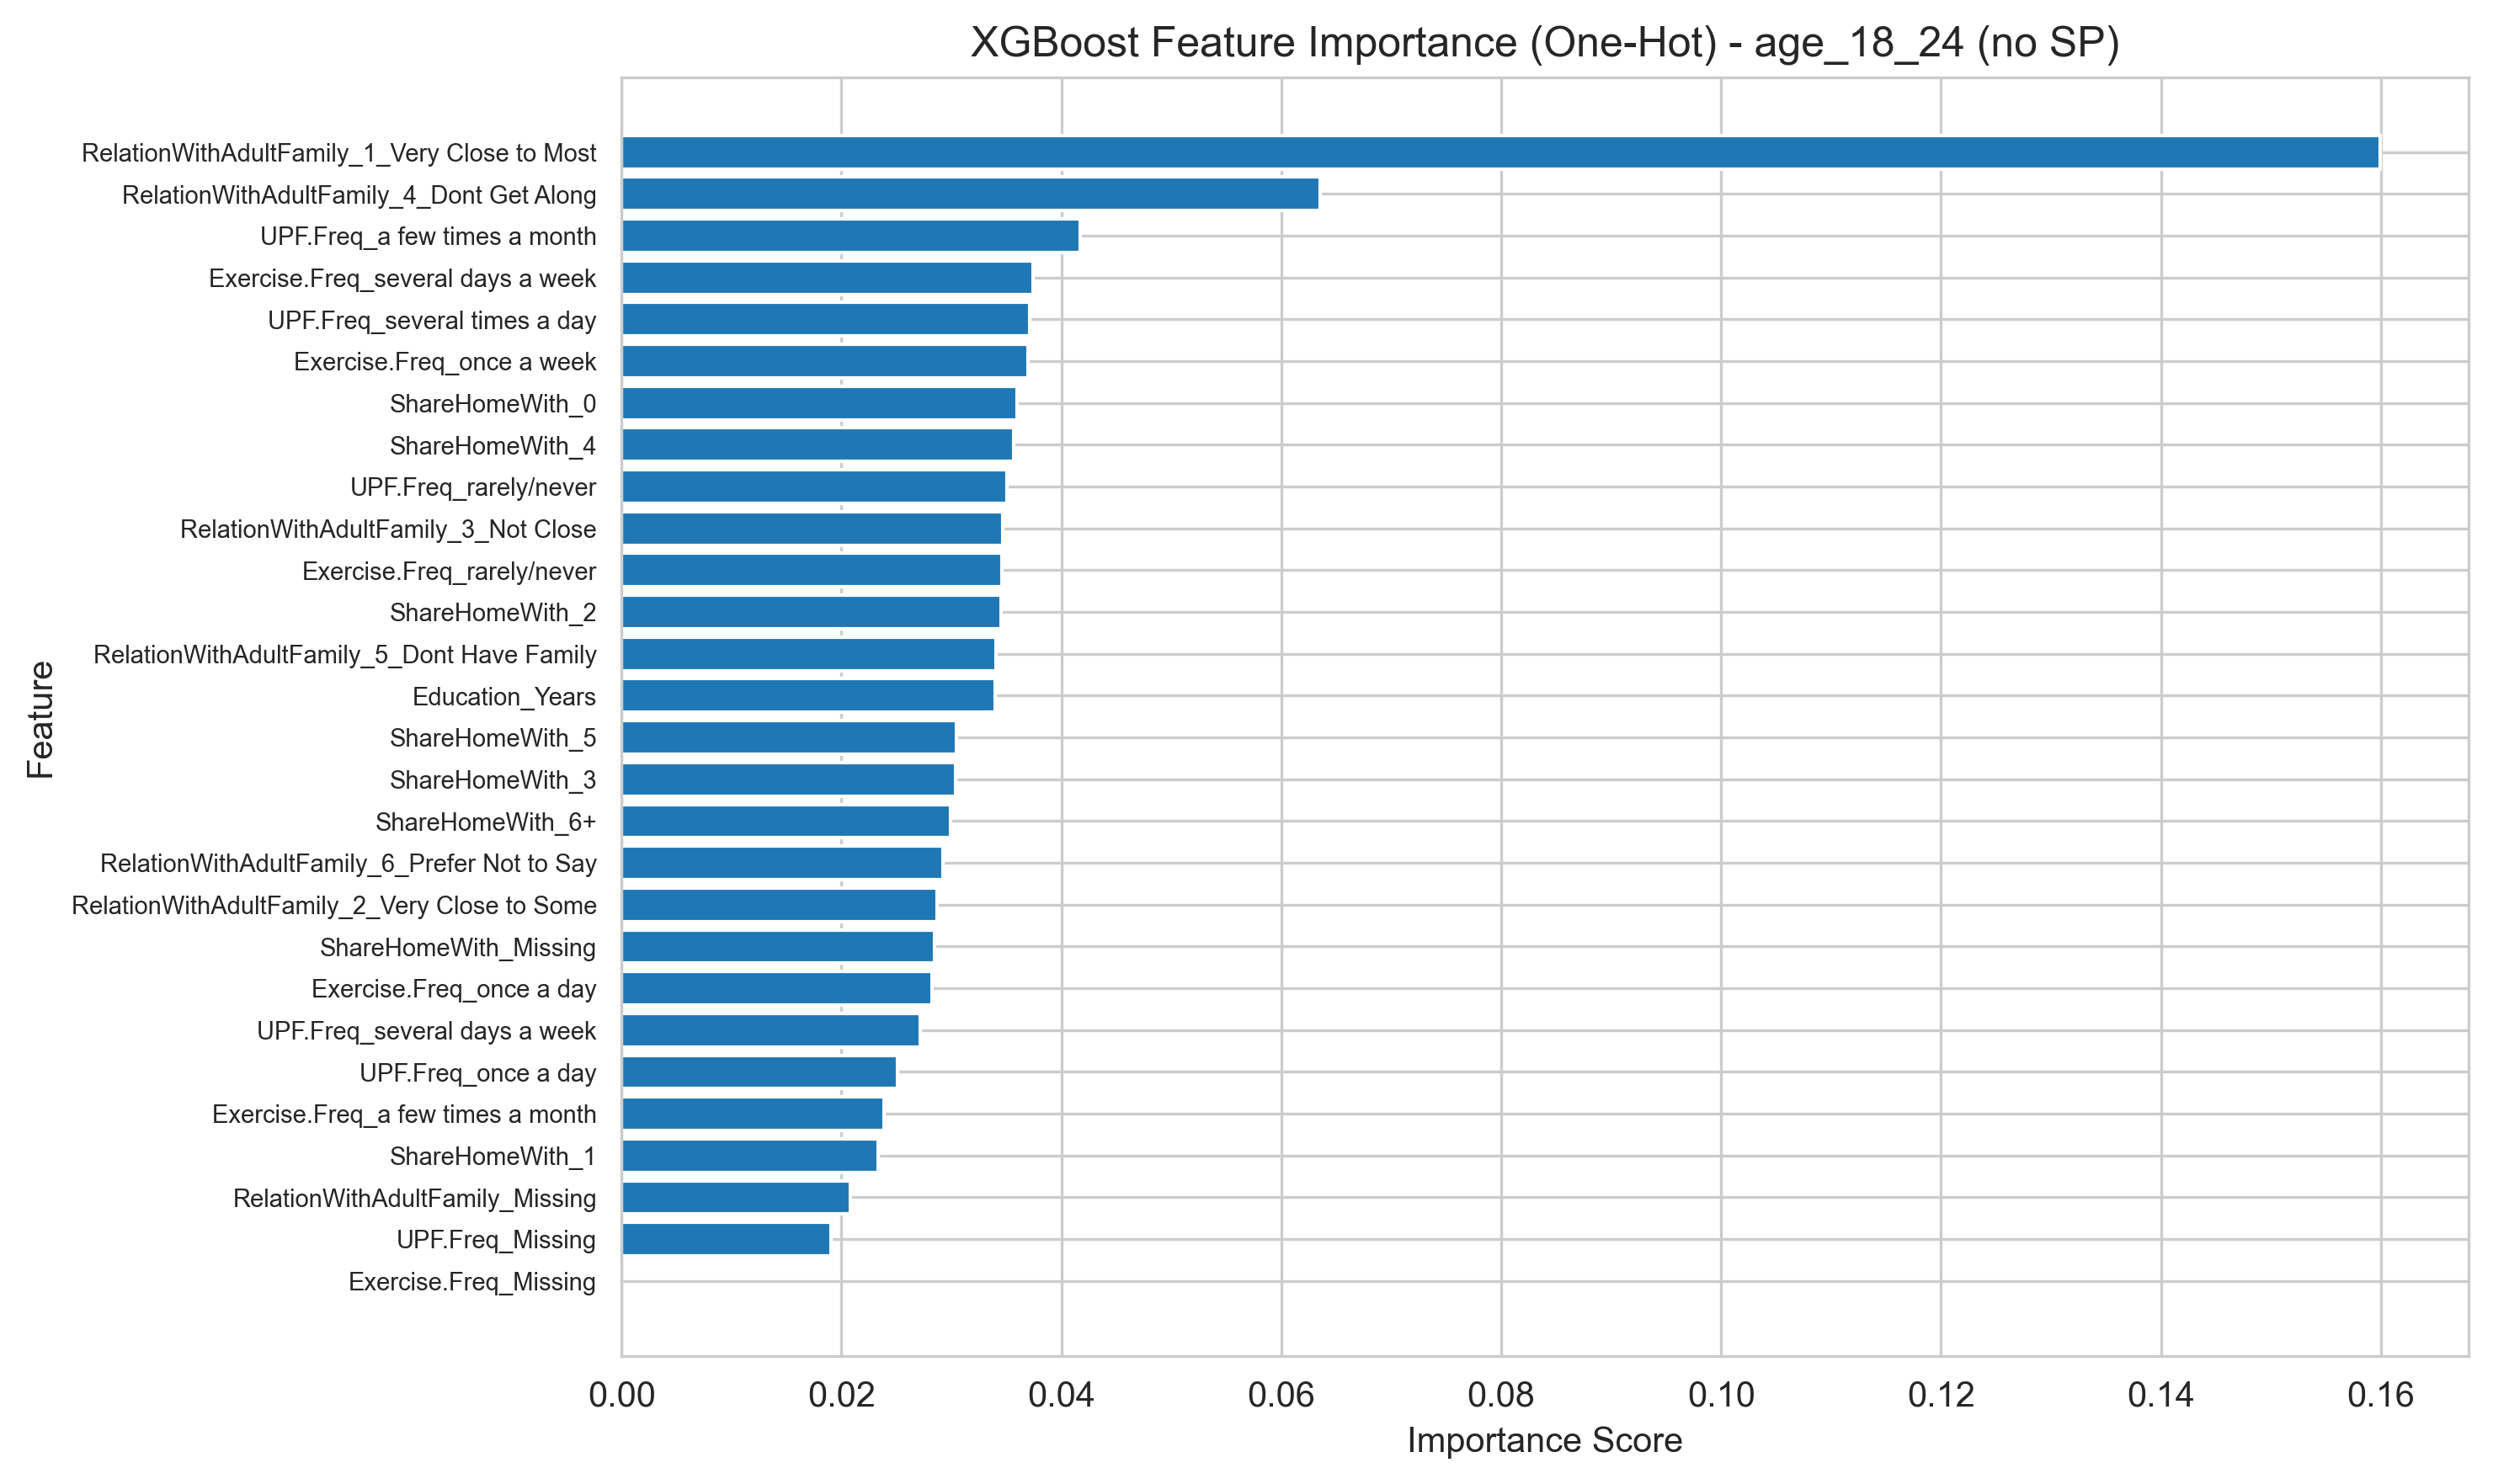 XGBoost Feature Importance (One-Hot) - age_18_24 (no SP)
RelationWithAdultFamily_1_Very Close to Most
RelationWithAdultFamily_4_Dont Get Along
UPF.Freq_a few times a month
Exercise.Freq_several days a week
UPF.Freq_several times a day
Exercise.Freq_once a week
ShareHomeWith_0
ShareHomeWith_4
UPF.Freq_rarely/never
RelationWithAdultFamily_3_Not Close
Exercise.Freq_rarely/never
ShareHomeWith_2
RelationWithAdultFamily_5_Dont Have Family
Education_Years
ShareHomeWith_5
ShareHomeWith_3
ShareHomeWith_6+
RelationWithAdultFamily_6_Prefer Not to Say
RelationWithAdultFamily_2_Very Close to Some
ShareHomeWith_Missing
Exercise.Freq_once a day
UPF.Freq_several days a week
UPF.Freq_once a day
Exercise.Freq_a few times a month
ShareHomeWith_1
RelationWithAdultFamily_Missing
UPF.Freq_Missing
Exercise.Freq_Missing
Feature
0.00 0.02 0.04 0.06 0.08 0.10 0.12 0.14 0.16
Importance Score